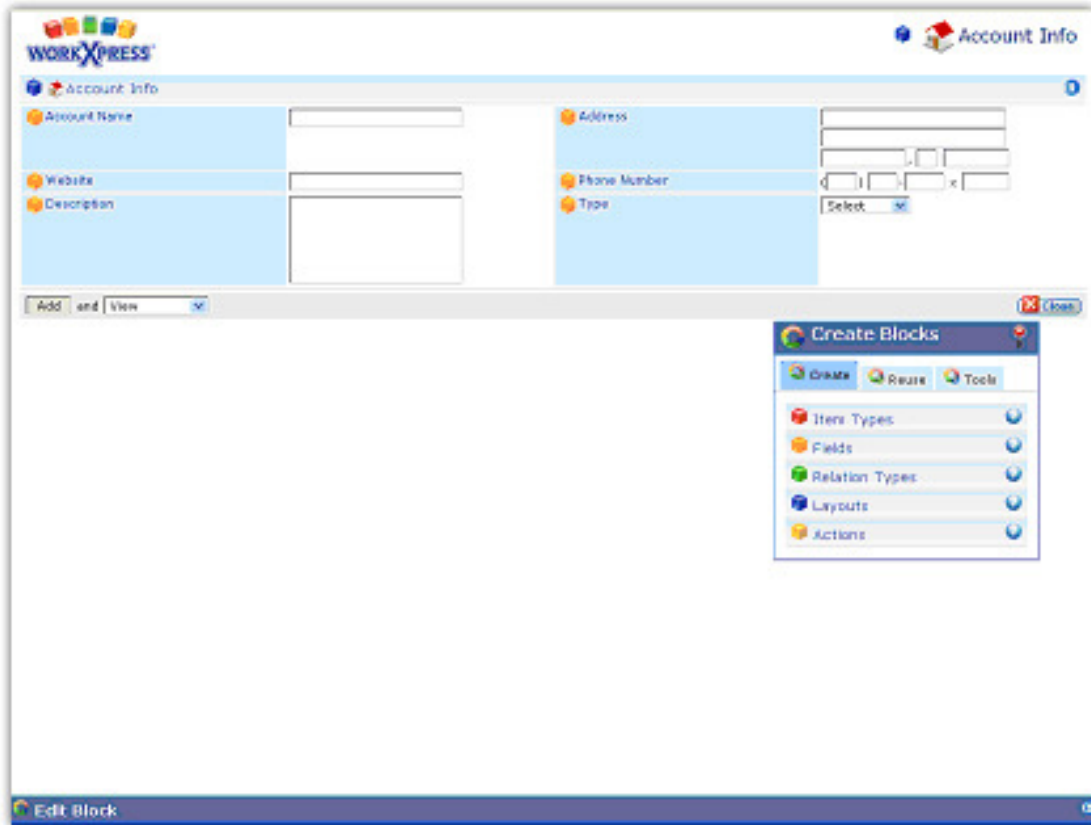 WORKXPRESS
Account Info
Account Info
Account Name
Address
Website
Phone Number
Description
Type
Select
Add and View
Close
Create Blocks
Create Reuse Tools
Item Types
Fields
Relation Types
Layouts
Actions
Edit Block